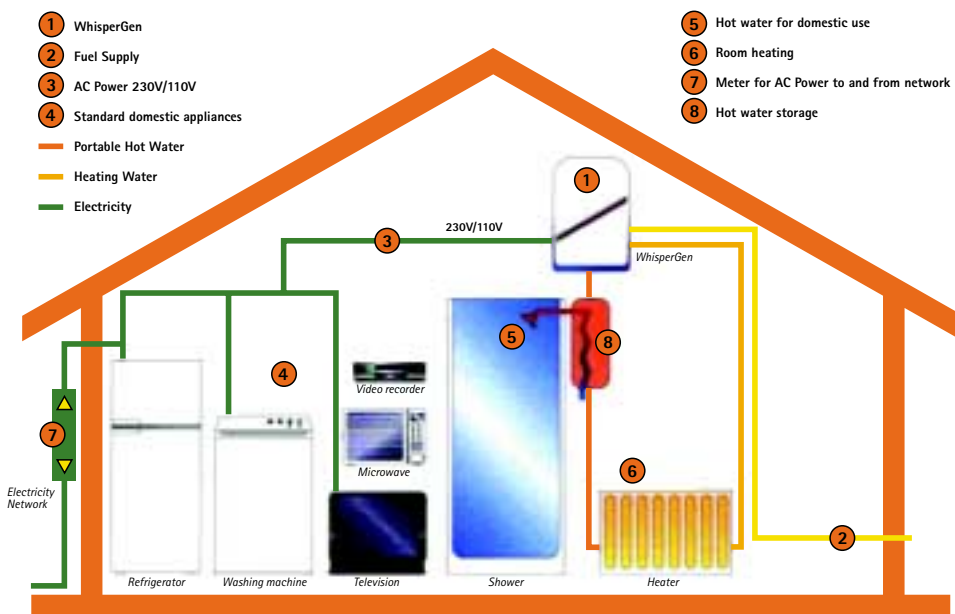 1 WhisperGen
2 Fuel Supply
3 AC Power 230V/110V
4 Standard domestic appliances
Portable Hot Water
Heating Water
Electricity
5 Hot water for domestic use
6 Room heating
7 Meter for AC Power to and from network
8 Hot water storage
1
230V/110V
3
WhisperGen
5
8
4
Video recorder
7
Microwave
6
Electricity
Network
2
Refrigerator
Washing machine
Television
Shower
Heater